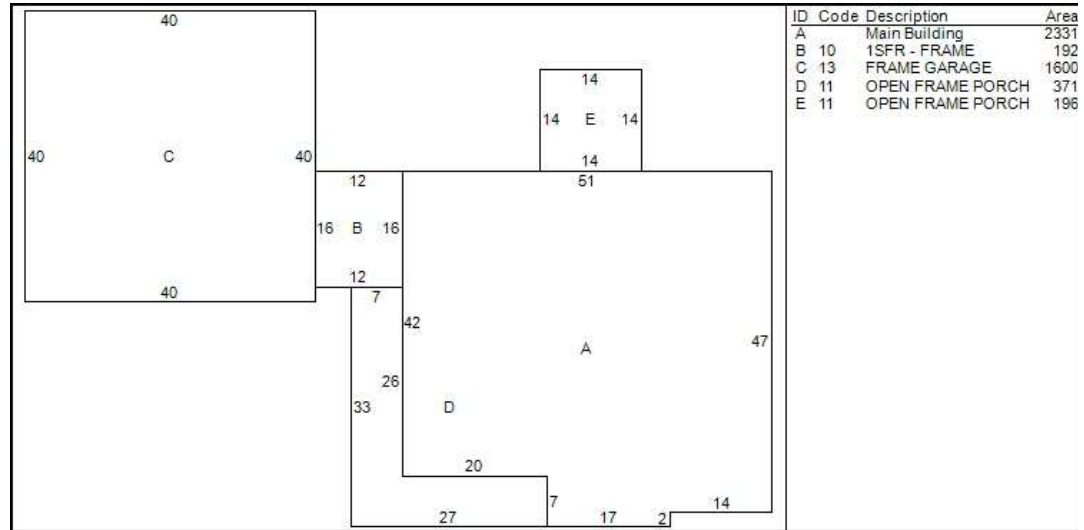 40
40
C
40
40
14
14
E
14
14
12
51
16
B
16
12
7
42
A
47
26
33
D
20
7
14
27
17
2
ID Code Description Area
A Main Building 2331
B 10 1SFR - FRAME 192
C 13 FRAME GARAGE 1600
D 11 OPEN FRAME PORCH 371
E 11 OPEN FRAME PORCH 196